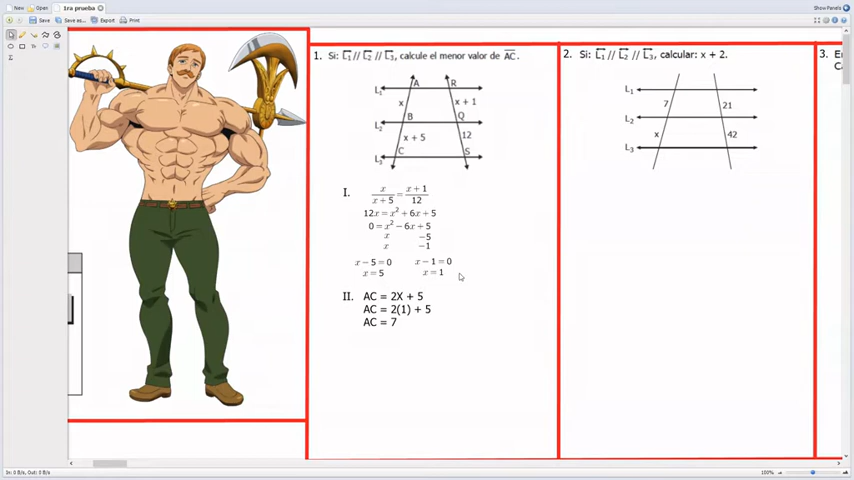 New Open 1ra prueba Show Panels
Save Save as... Export Print
1. Si: L₁ // L₂ // L₃, calcule el menor valor de AC.
A R
L₁
x x + 1
B Q
L₂
x + 5 12
C S
L₃
I. x/(x + 5) = (x + 1)/12
12x = x² + 6x + 5
0 = x² − 6x + 5
x −5
x −1
x − 5 = 0 x − 1 = 0
x = 5 x = 1
II. AC = 2X + 5
AC = 2(1) + 5
AC = 7
2. Si: L₁ // L₂ // L₃, calcular: x + 2.
L₁
7 21
L₂
x 42
L₃
3.
In: 0 B/s, Out: 0 B/s 100%